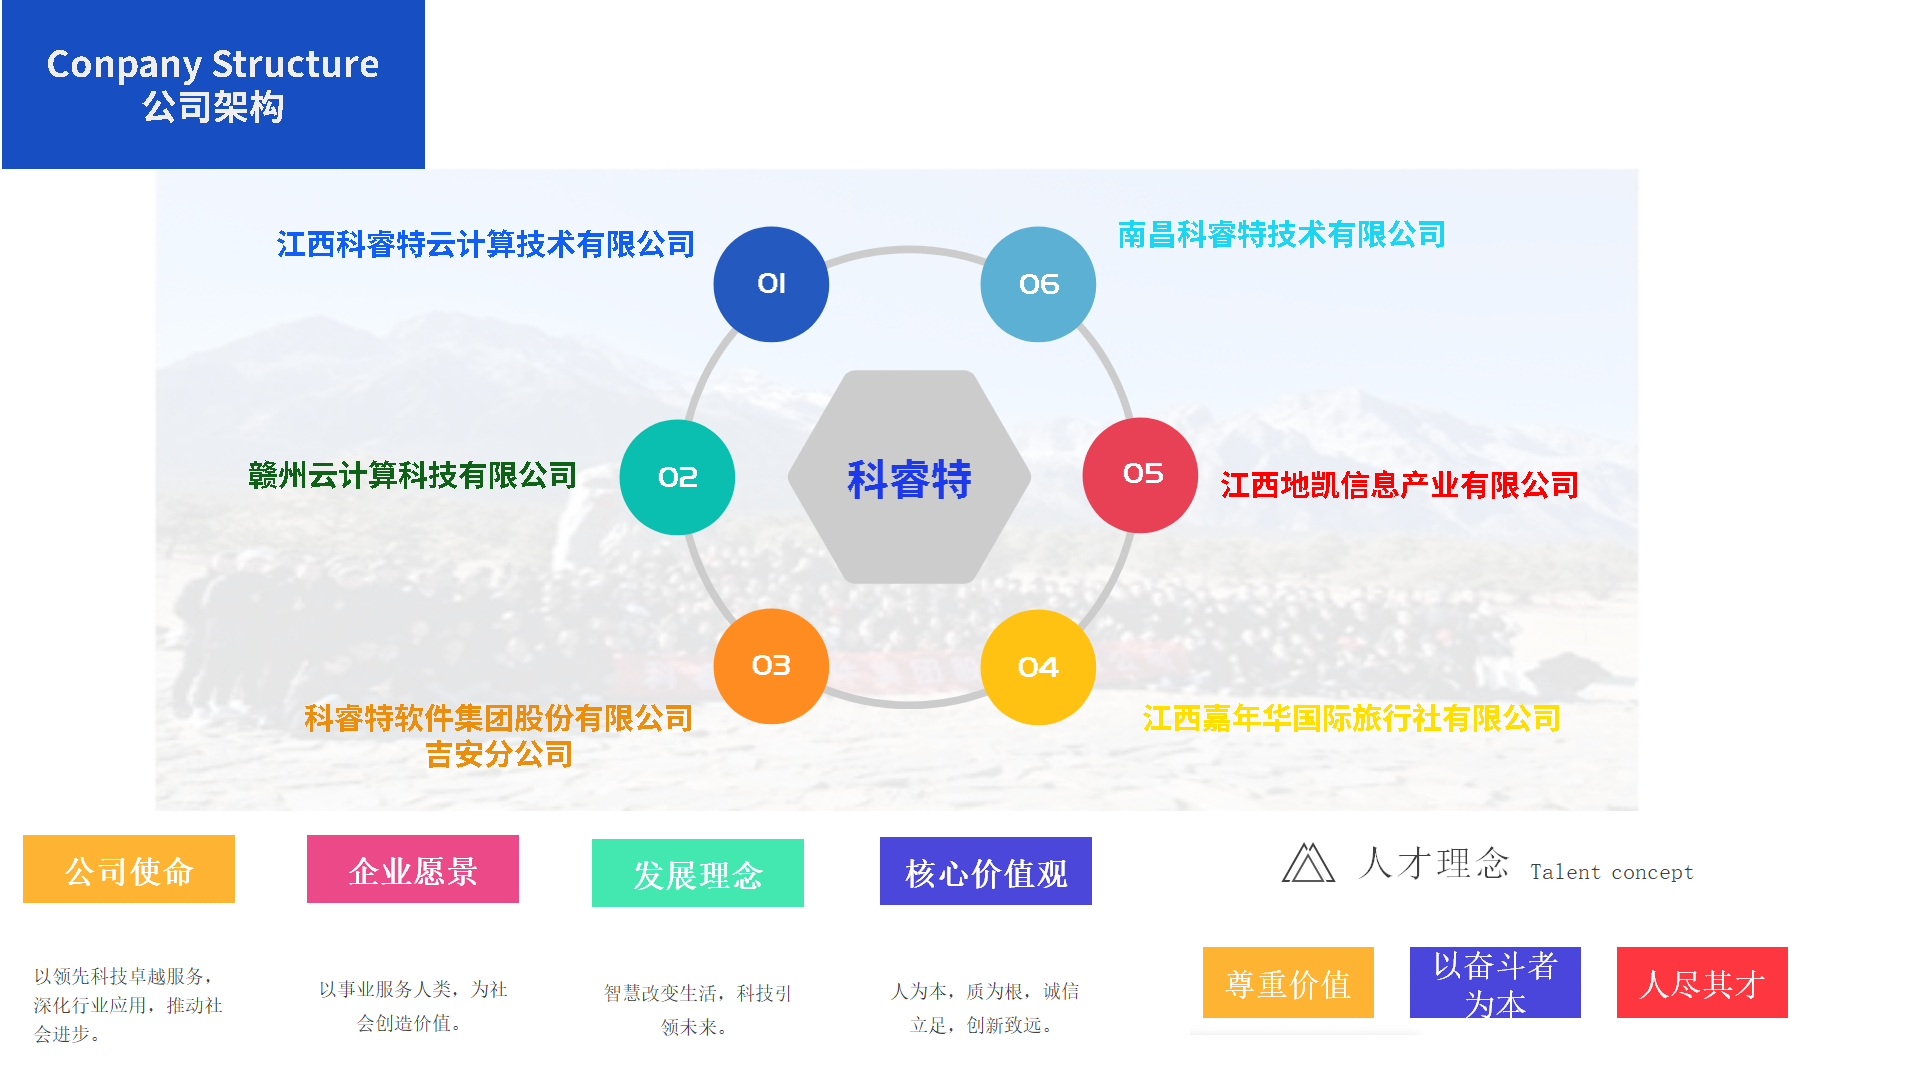 Conpany Structure
公司架构
江西科睿特云计算技术有限公司
01
06
南昌科睿特技术有限公司
赣州云计算科技有限公司
02
科睿特
05
江西地凯信息产业有限公司
03
科睿特软件集团股份有限公司
吉安分公司
04
江西嘉年华国际旅行社有限公司
公司使命
以领先科技卓越服务，
深化行业应用，推动社
会进步。
企业愿景
以事业服务人类，为社
会创造价值。
发展理念
智慧改变生活，科技引
领未来。
核心价值观
人为本，质为根，诚信
立足，创新致远。
人才理念 Talent concept
尊重价值
以奋斗者
为本
人尽其才